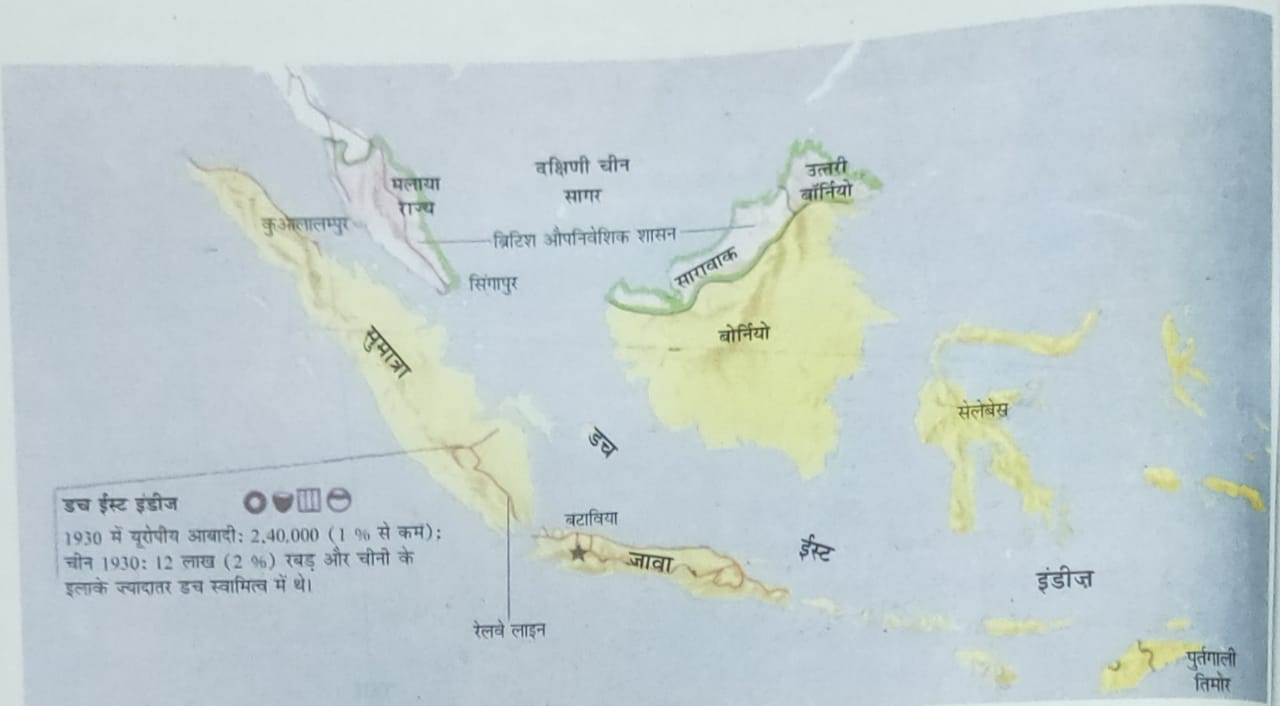 दक्षिणी चीन
सागर
उत्तरी
बॉर्नियो
मलाया
राज्य
कुआलालम्पुर
ब्रिटिश औपनिवेशिक शासन
सारावाक
सिंगापुर
सुमात्रा
बोर्नियो
सेलेबेस
डच
डच ईस्ट इंडीज
1930 में यूरोपीय आबादी: 2,40,000 (1 % से कम);
चीन 1930: 12 लाख (2 %) रबड़ और चीनी के
इलाके ज्यादातर डच स्वामित्व में थे।
बटाविया
जावा
ईस्ट
इंडीज़
रेलवे लाइन
पुर्तगाली
तिमोर